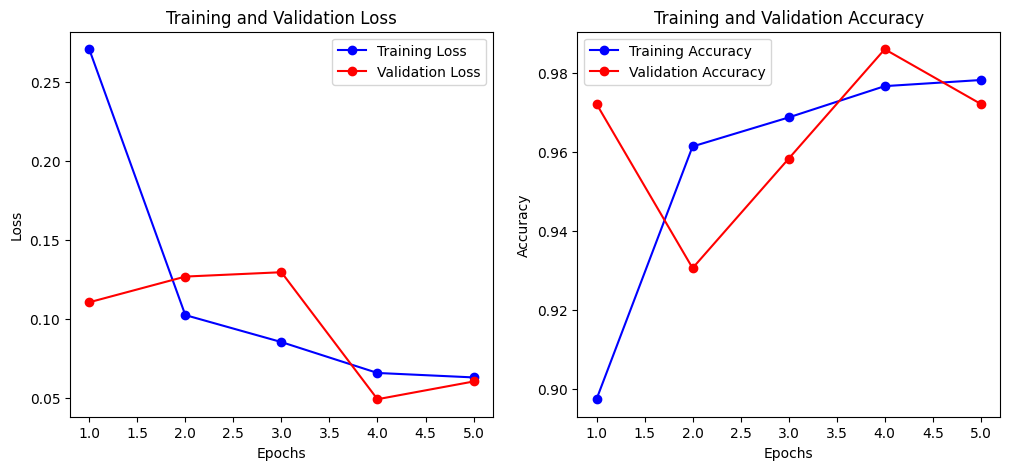 Training and Validation Loss
Training Loss
Validation Loss
0.25
0.20
0.15
0.10
0.05
Loss
1.0 1.5 2.0 2.5 3.0 3.5 4.0 4.5 5.0
Epochs
Training and Validation Accuracy
Training Accuracy
Validation Accuracy
0.98
0.96
0.94
0.92
0.90
Accuracy
1.0 1.5 2.0 2.5 3.0 3.5 4.0 4.5 5.0
Epochs